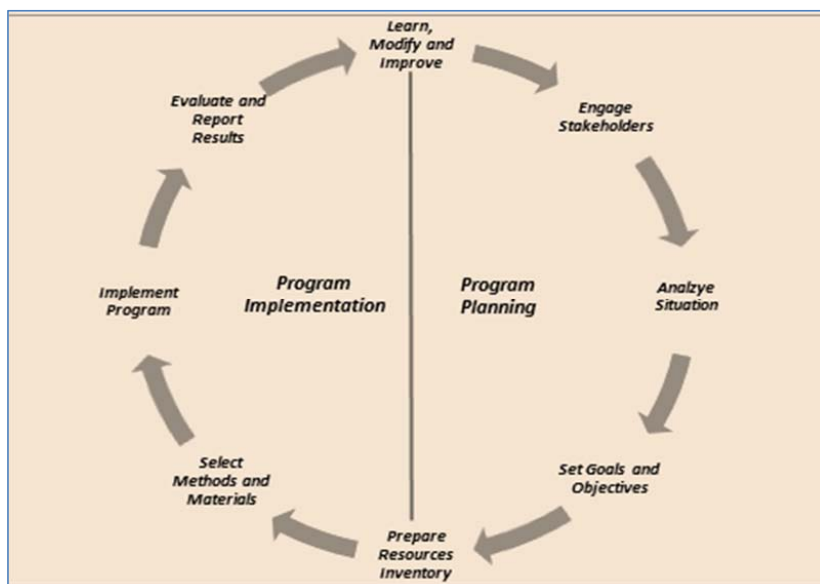 Learn,
Modify and
Improve
Engage
Stakeholders
Analzye
Situation
Set Goals and
Objectives
Prepare
Resources
Inventory
Select
Methods and
Materials
Implement
Program
Evaluate and
Report
Results
Program
Implementation
Program
Planning